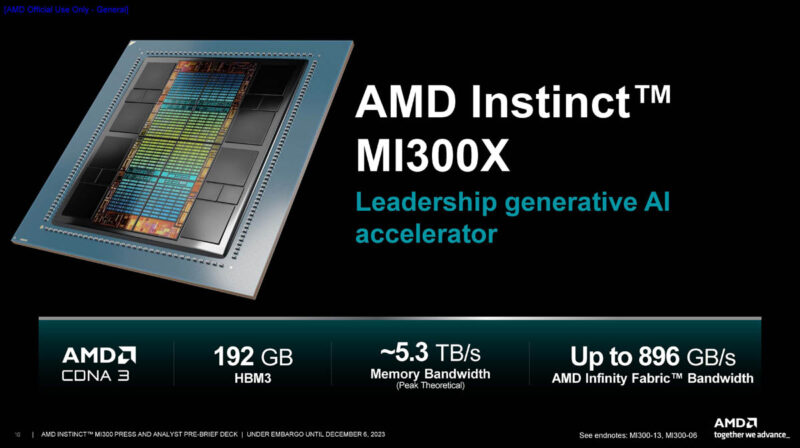 [AMD Official Use Only - General]
AMD Instinct™
MI300X
Leadership generative AI
accelerator
AMD
CDNA 3
192 GB
HBM3
~5.3 TB/s
Memory Bandwidth
(Peak Theoretical)
Up to 896 GB/s
AMD Infinity Fabric™ Bandwidth
10 | AMD INSTINCT™ MI300 PRESS AND ANALYST PRE-BRIEF DECK | UNDER EMBARGO UNTIL DECEMBER 6, 2023
See endnotes: MI300-13, MI300-06
AMD
together we advance_